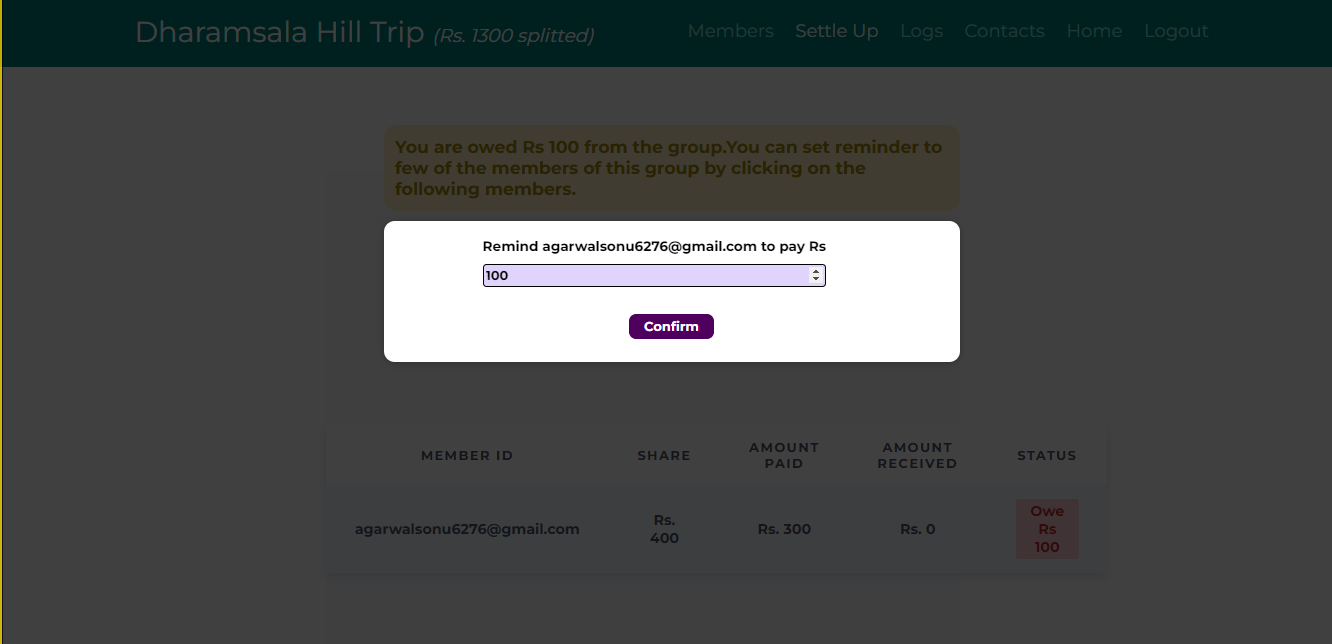 Dharamsala Hill Trip (Rs. 1300 splitted) Members Settle Up Logs Contacts Home Logout
You are owed Rs 100 from the group.You can set reminder to
few of the members of this group by clicking on the
following members.
Remind agarwalsonu6276@gmail.com to pay Rs
100
Confirm
MEMBER ID SHARE AMOUNT PAID AMOUNT RECEIVED STATUS
agarwalsonu6276@gmail.com Rs. 400 Rs. 300 Rs. 0 Owe Rs 100